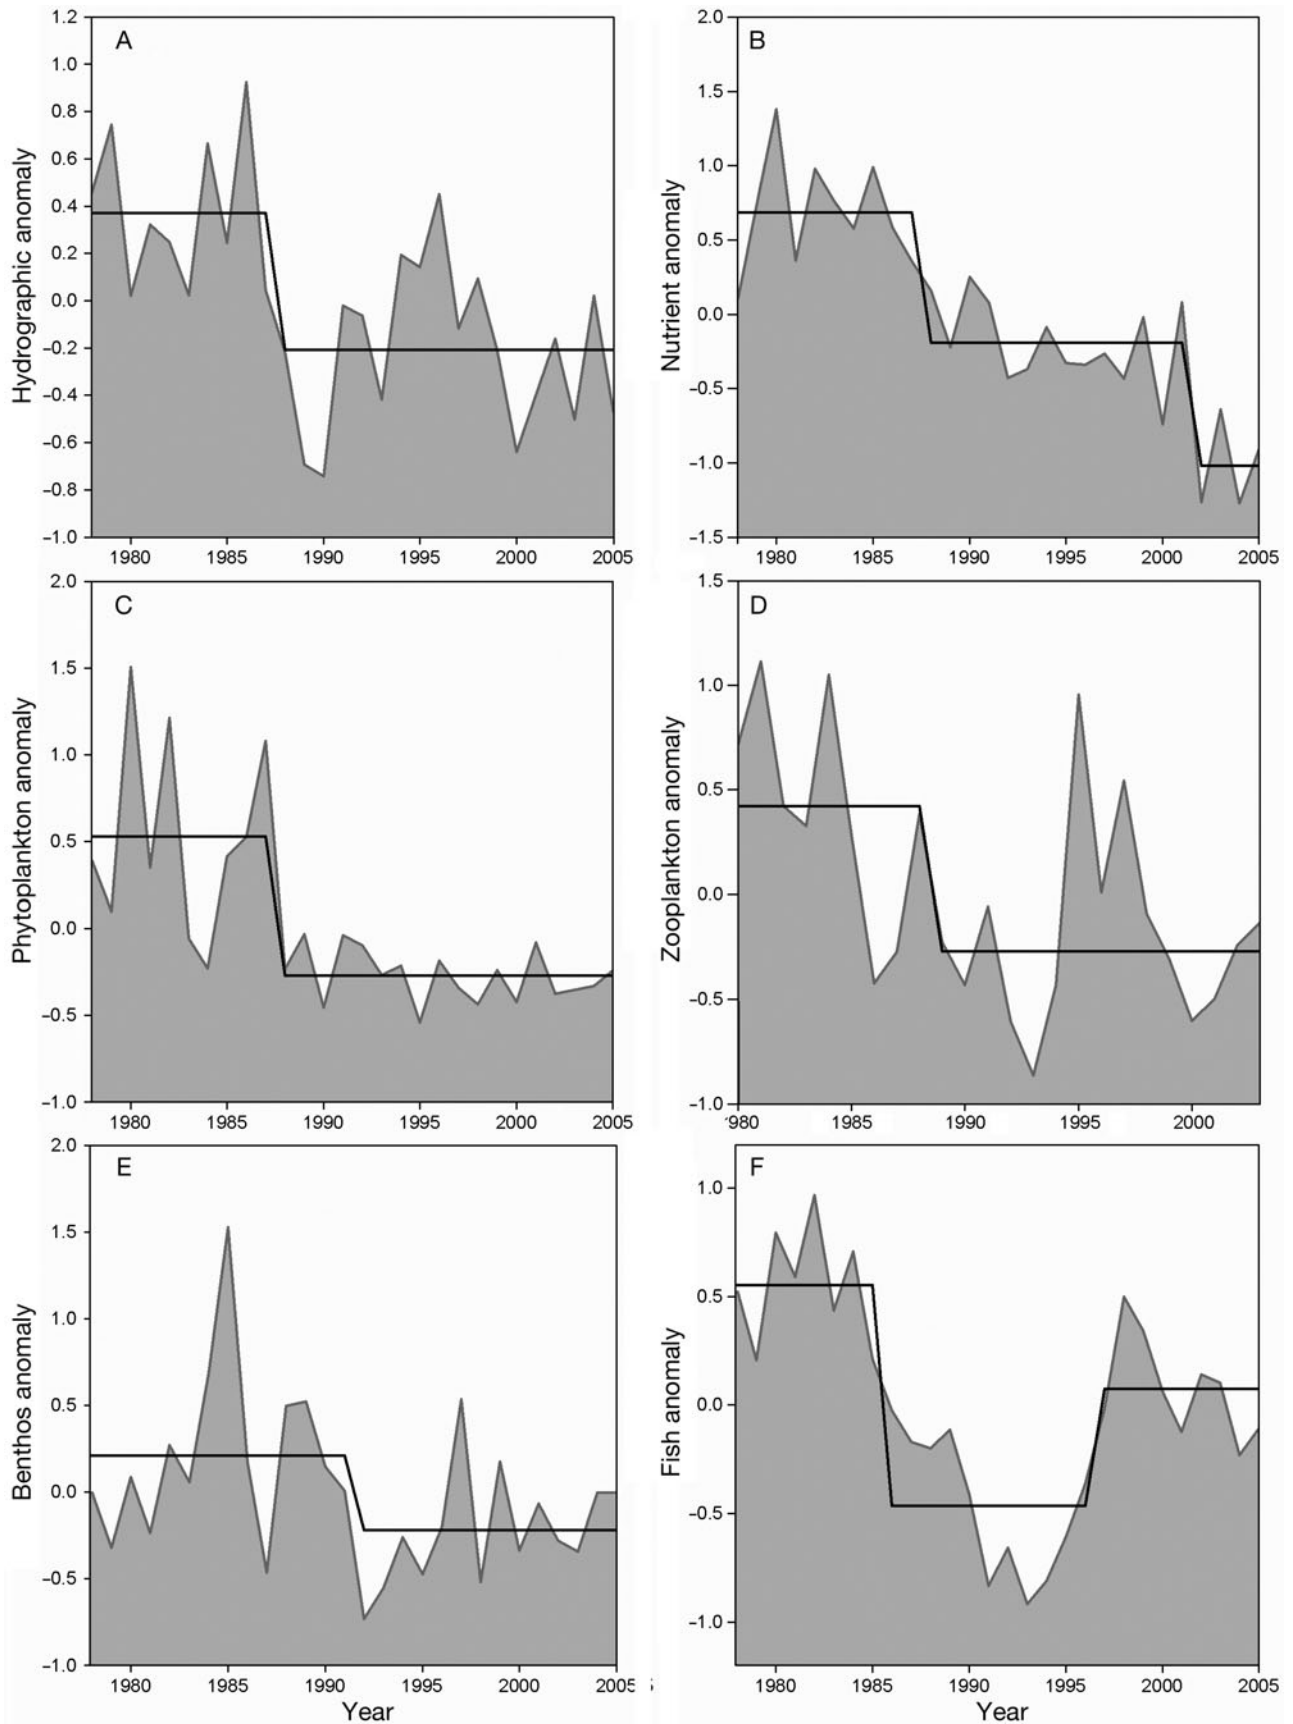 A
1.2
1.0
0.8
0.6
0.4
0.2
0.0
−0.2
−0.4
−0.6
−0.8
−1.0
Hydrographic anomaly
1980 1985 1990 1995 2000 2005
B
2.0
1.5
1.0
0.5
0.0
−0.5
−1.0
−1.5
Nutrient anomaly
1980 1985 1990 1995 2000 2005
C
2.0
1.5
1.0
0.5
0.0
−0.5
−1.0
Phytoplankton anomaly
1980 1985 1990 1995 2000 2005
D
1.5
1.0
0.5
0.0
−0.5
−1.0
Zooplankton anomaly
1980 1985 1990 1995 2000
E
2.0
1.5
1.0
0.5
0.0
−0.5
−1.0
Benthos anomaly
1980 1985 1990 1995 2000 2005
Year
F
1.0
0.5
0.0
−0.5
−1.0
Fish anomaly
1980 1985 1990 1995 2000 2005
Year